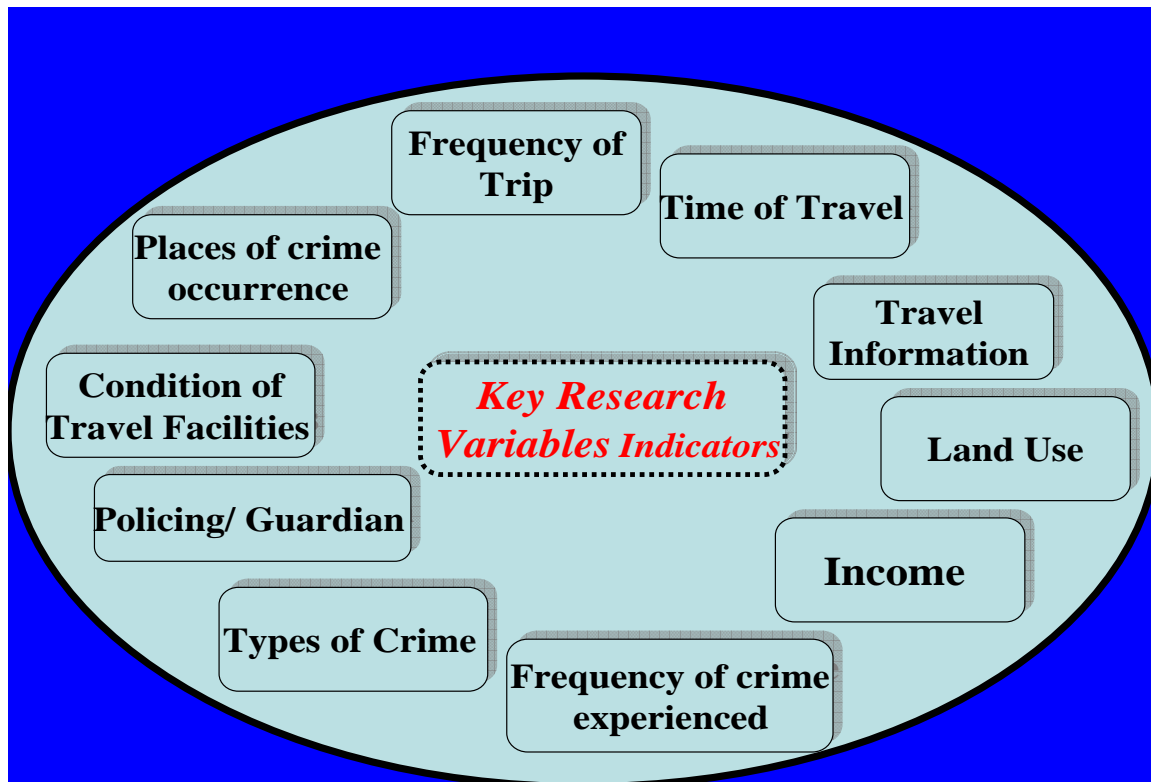 Frequency of
Trip
Time of Travel
Places of crime
occurrence
Travel
Information
Condition of
Travel Facilities
Key Research
Variables Indicators
Land Use
Policing/ Guardian
Income
Types of Crime
Frequency of crime
experienced